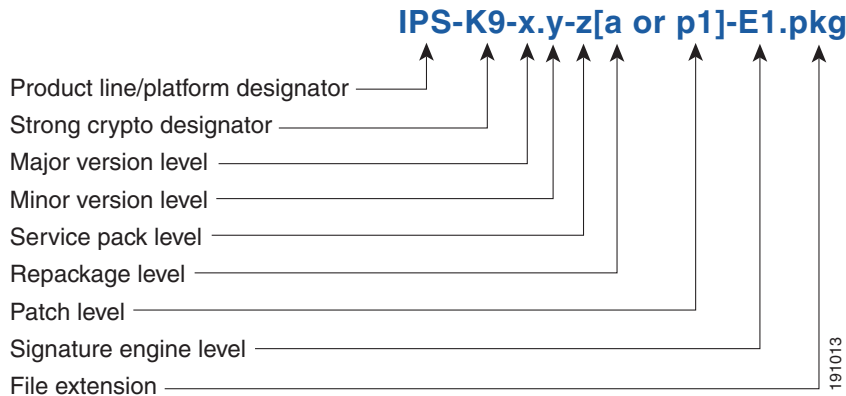 IPS-K9-x.y-z[a or p1]-E1.pkg
Product line/platform designator
Strong crypto designator
Major version level
Minor version level
Service pack level
Repackage level
Patch level
Signature engine level
File extension
191013